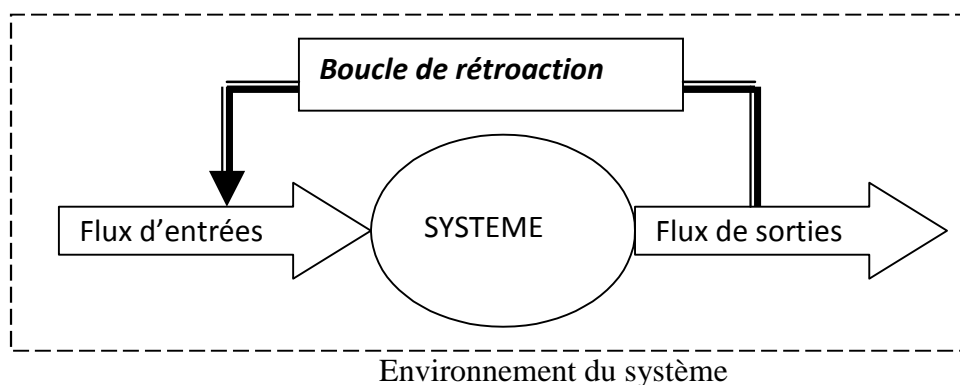 Boucle de rétroaction
Flux d’entrées
SYSTEME
Flux de sorties
Environnement du système